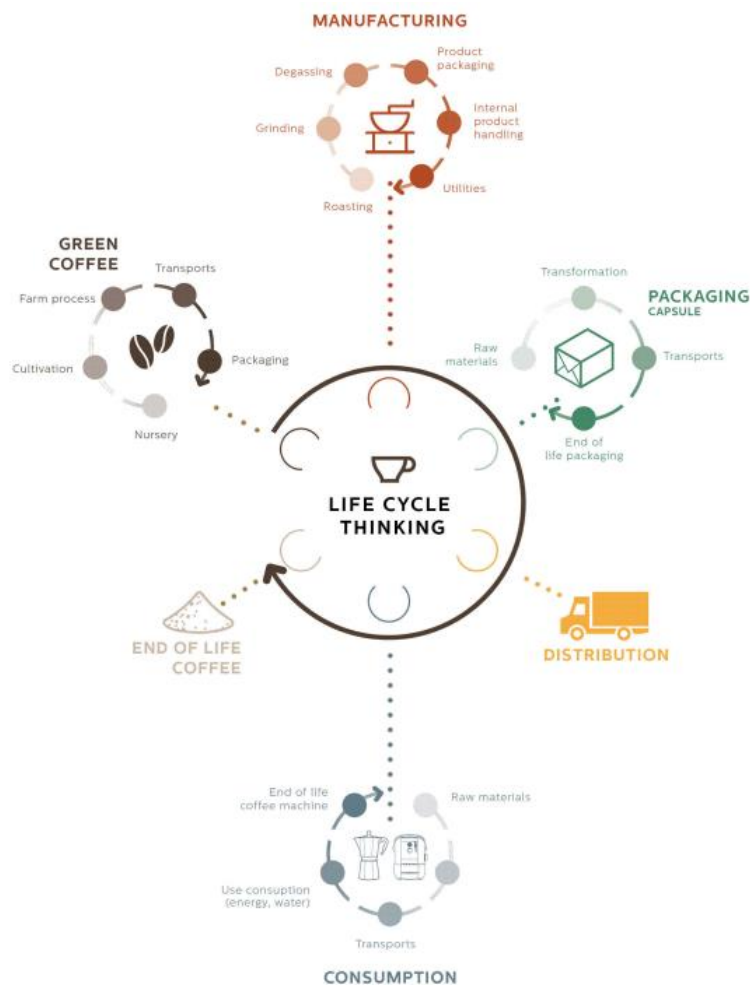 MANUFACTURING
Degassing
Product
packaging
Grinding
Internal
product
handling
Roasting
Utilities
GREEN
COFFEE
Transports
Farm process
Cultivation
Packaging
Nursery
Transformation
PACKAGING
CAPSULE
Raw
materials
Transports
End of
life packaging
LIFE CYCLE
THINKING
END OF LIFE
COFFEE
DISTRIBUTION
End of life
coffee machine
Raw materials
Use consuption
(energy, water)
Transports
CONSUMPTION